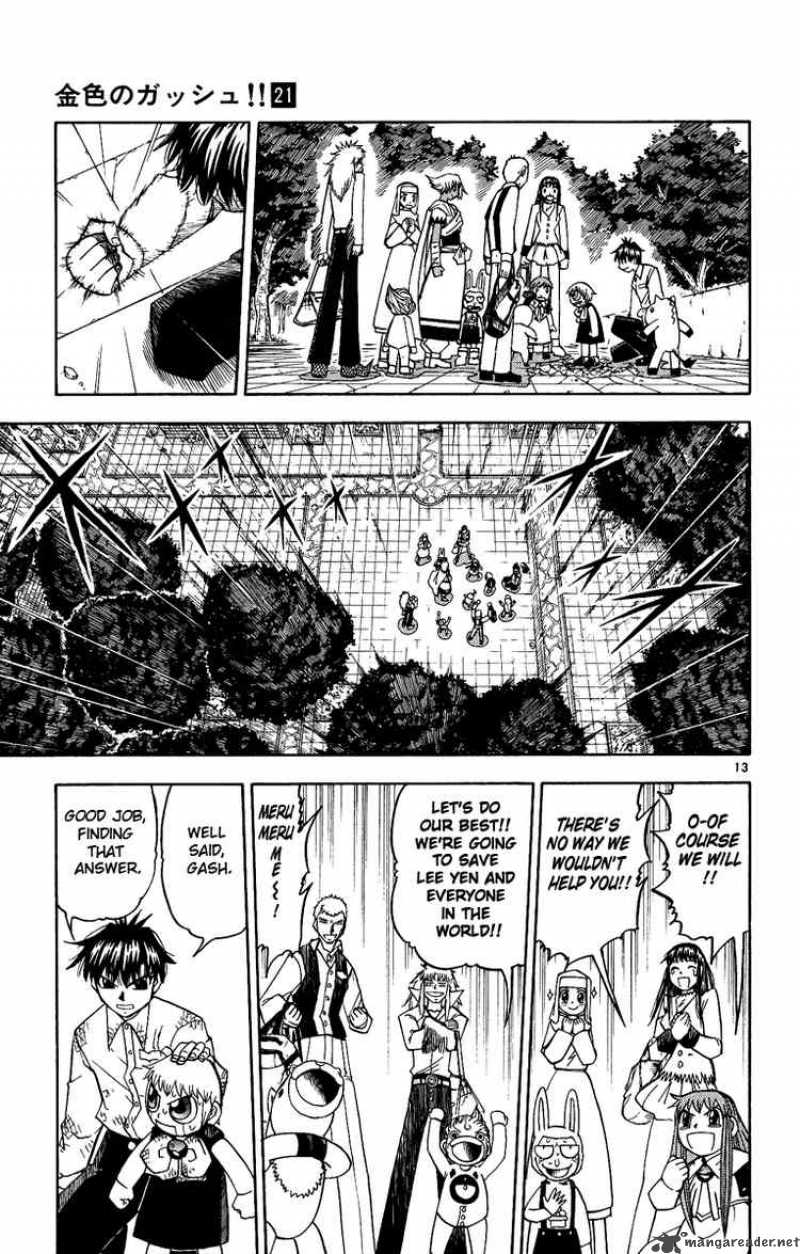 金色のガッシュ!! 21
13
O-OF
COURSE
WE WILL
!!
THERE'S
NO WAY WE
WOULDN'T
HELP YOU!!
LET'S DO
OUR BEST!!
WE'RE GOING
TO SAVE
LEE YEN AND
EVERYONE
IN THE
WORLD!!
MERU
MERU
ME~!
WELL
SAID,
GASH.
GOOD JOB,
FINDING
THAT
ANSWER.
mangareader.net